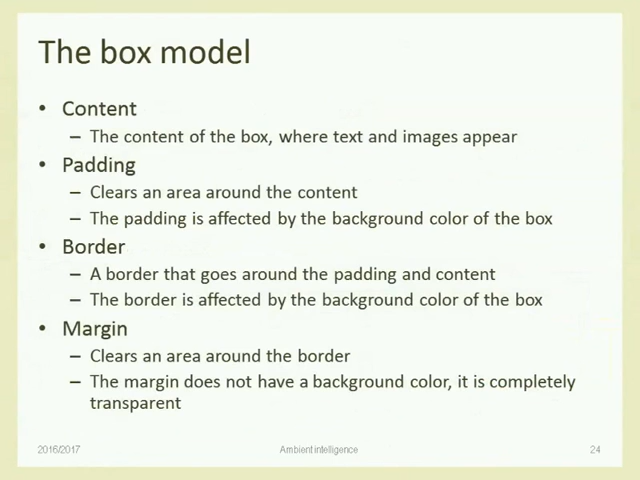 The box model
• Content
– The content of the box, where text and images appear
• Padding
– Clears an area around the content
– The padding is affected by the background color of the box
• Border
– A border that goes around the padding and content
– The border is affected by the background color of the box
• Margin
– Clears an area around the border
– The margin does not have a background color, it is completely
transparent
2016/2017
Ambient intelligence
24